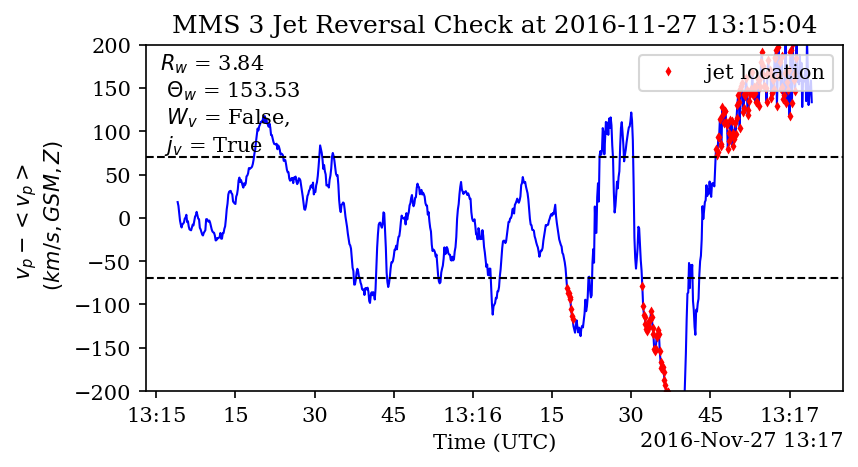 MMS 3 Jet Reversal Check at 2016-11-27 13:15:04
R_w = 3.84
Θ_w = 153.53
W_v = False,
j_v = True
jet location
200
150
100
50
0
−50
−100
−150
−200
v_p − < v_p >
(km/s, GSM, Z)
13:15 15 30 45 13:16 15 30 45 13:17
Time (UTC)
2016-Nov-27 13:17